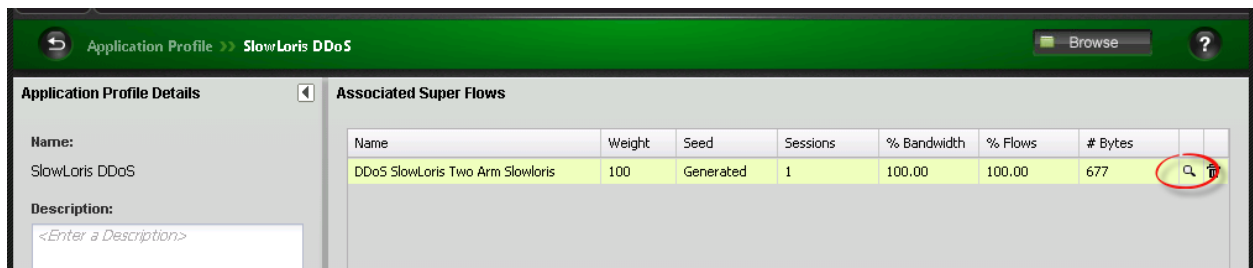 Application Profile >> SlowLoris DDoS
Browse
?
Application Profile Details
Associated Super Flows
Name:
SlowLoris DDoS
Description:
<Enter a Description>
Name Weight Seed Sessions % Bandwidth % Flows # Bytes
DDoS SlowLoris Two Arm Slowloris 100 Generated 1 100.00 100.00 677